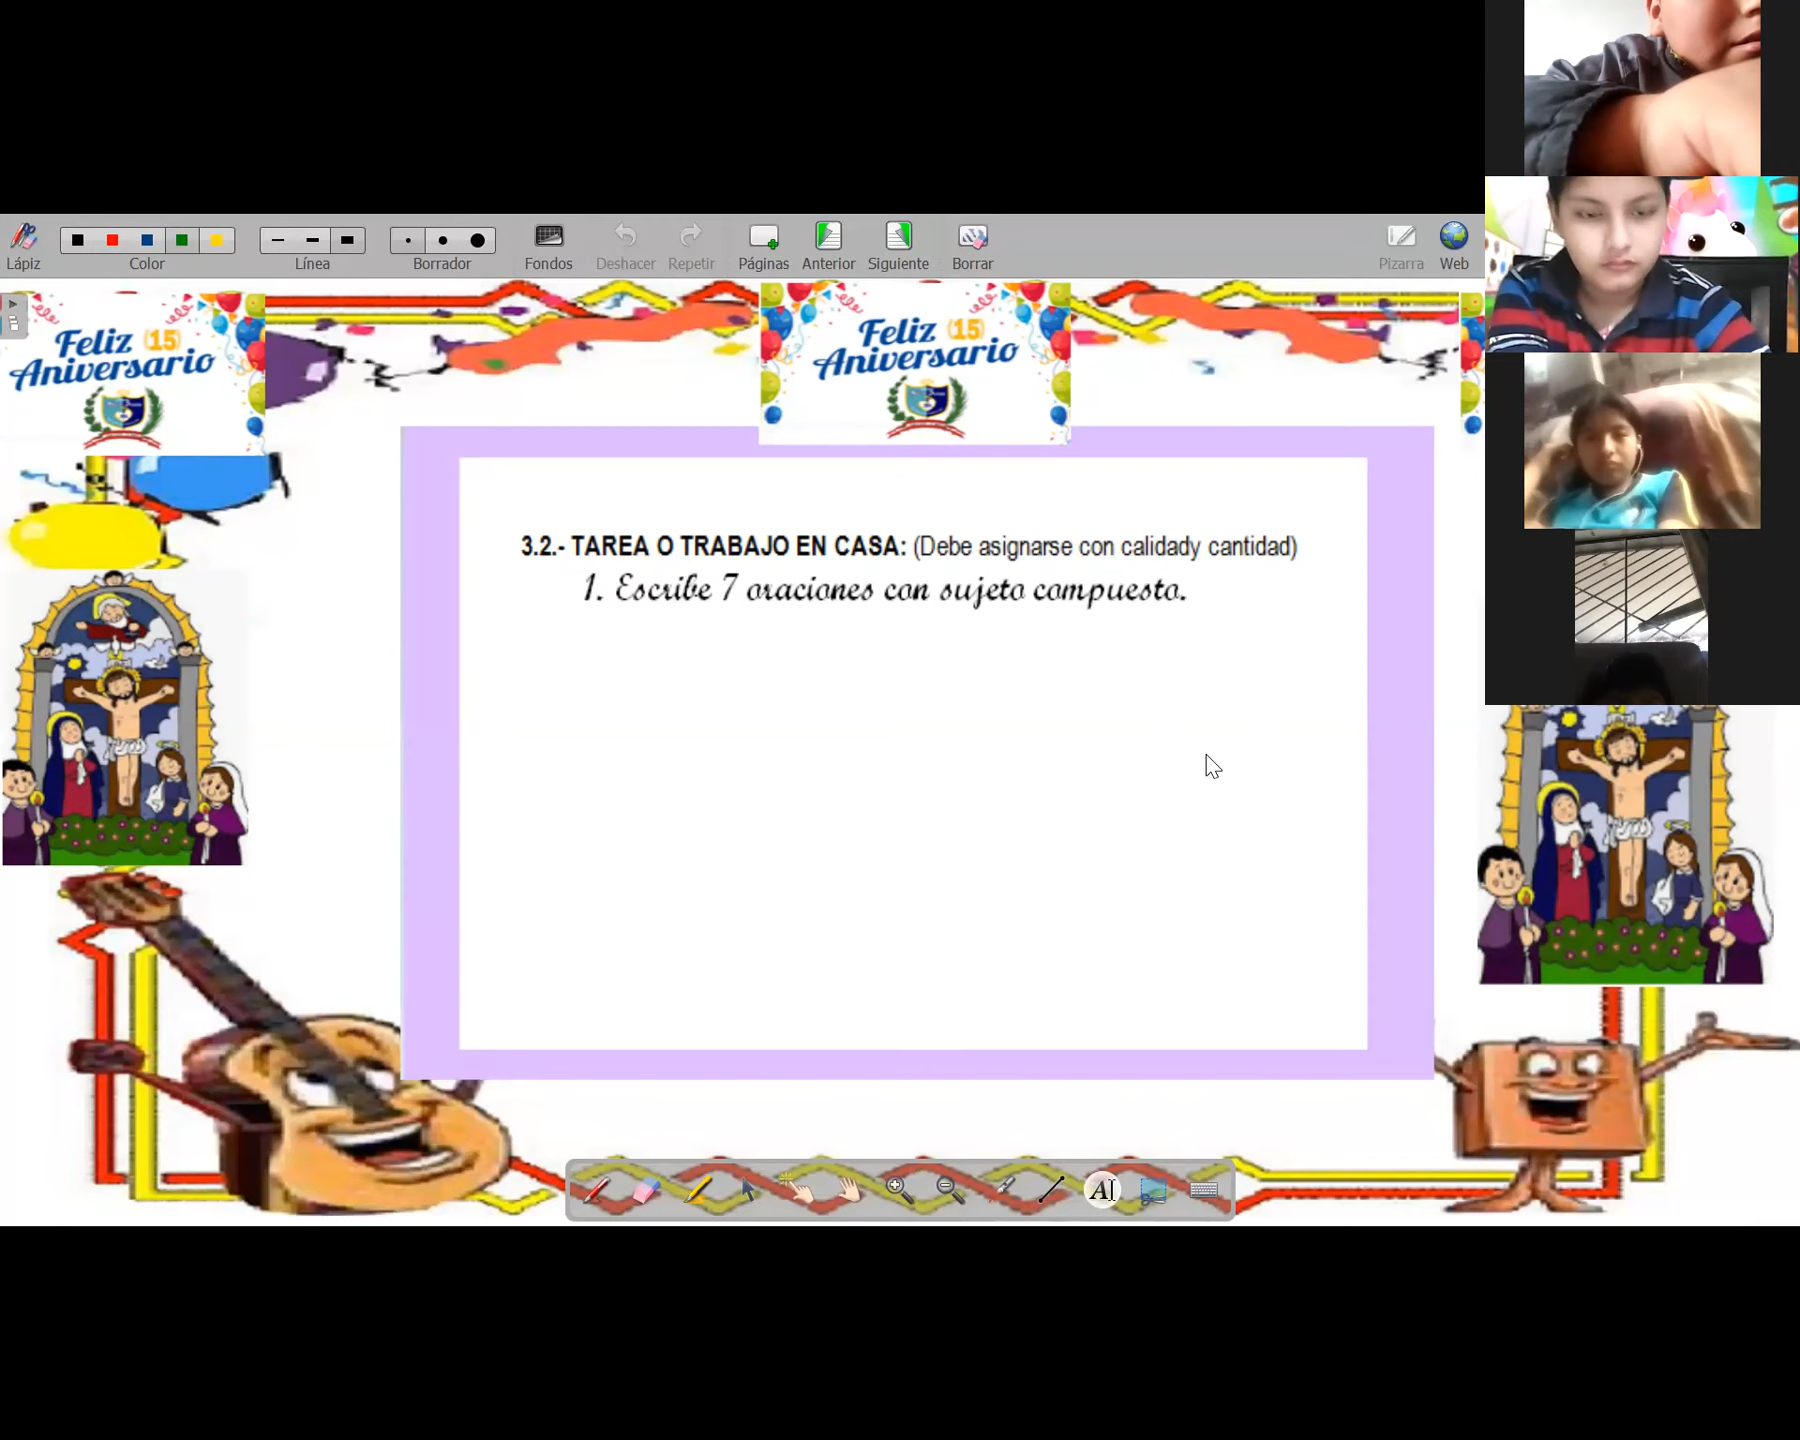 Lápiz
Color
Línea
Borrador
Fondos
Deshacer
Repetir
Páginas
Anterior
Siguiente
Borrar
Pizarra
Web
Feliz 15
Aniversario
Feliz 15
Aniversario
3.2.- TAREA O TRABAJO EN CASA: (Debe asignarse con calidady cantidad)
1. Escribe 7 oraciones con sujeto compuesto.
A